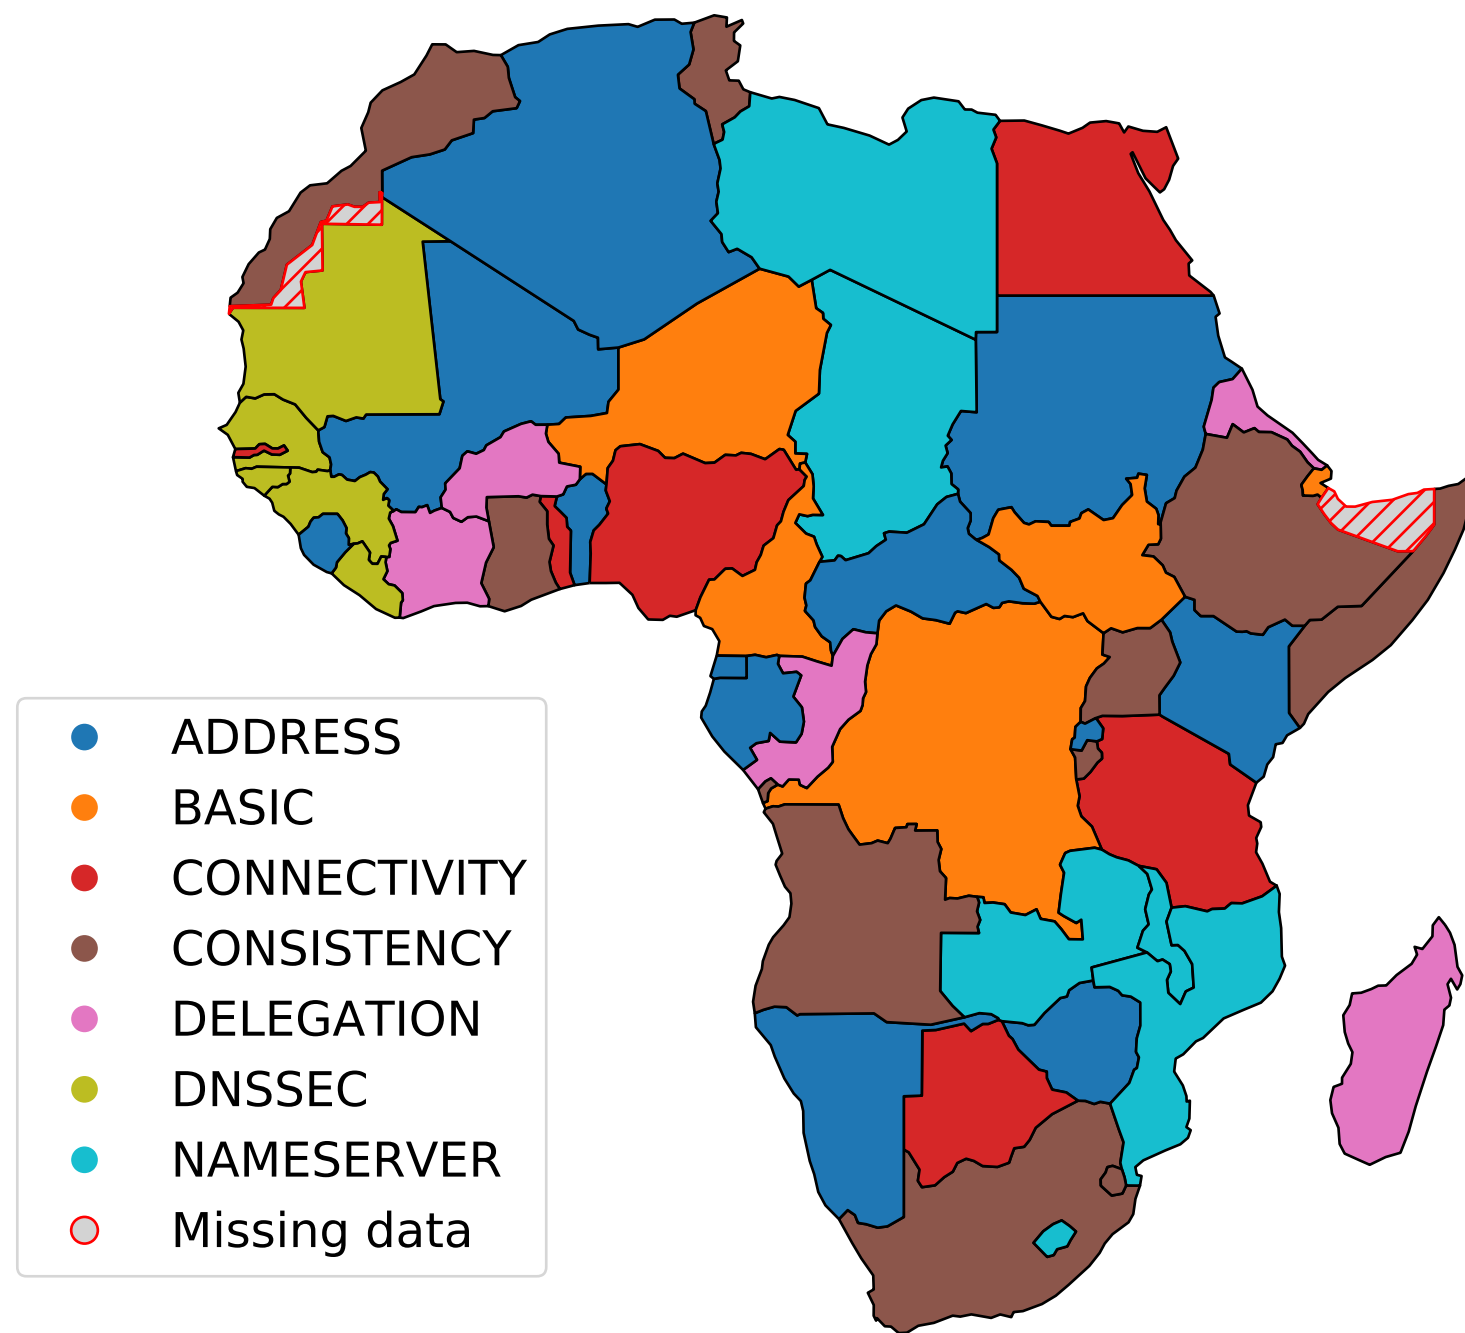 ADDRESS
BASIC
CONNECTIVITY
CONSISTENCY
DELEGATION
DNSSEC
NAMESERVER
Missing data